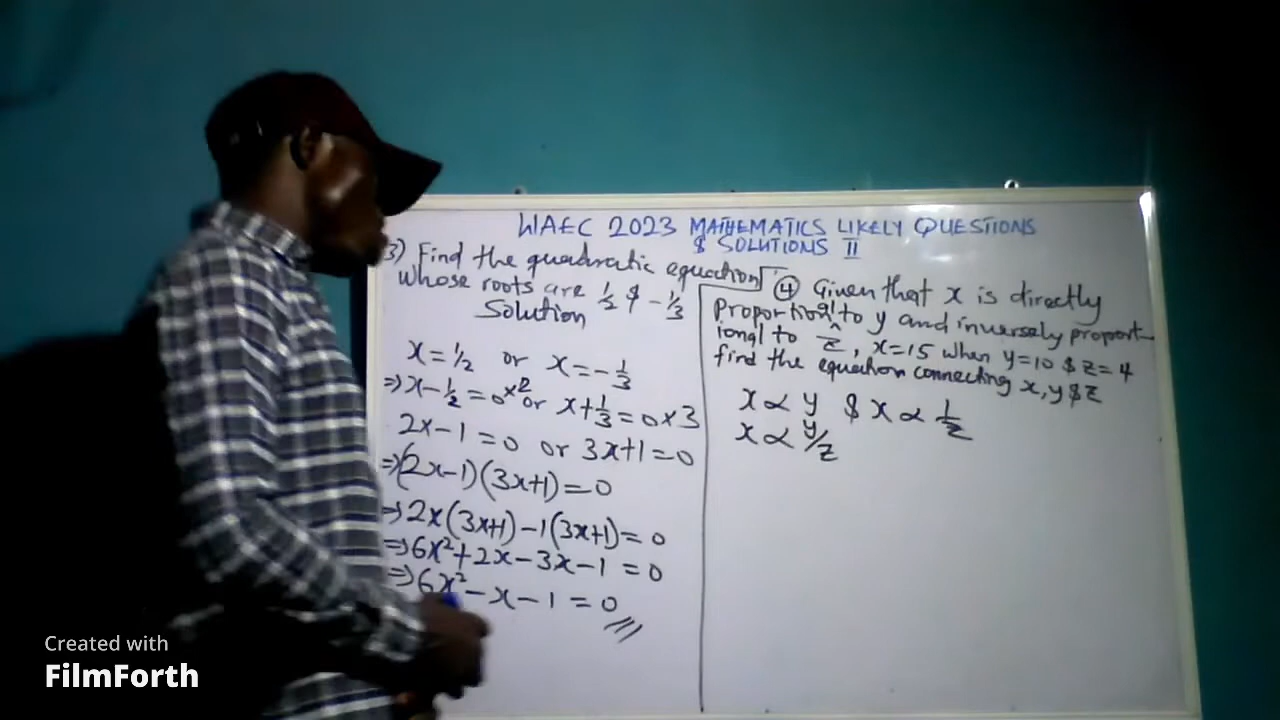 WAEC 2023 MATHEMATICS LIKELY QUESTIONS
$ SOLUTIONS II
3) Find the quadratic equation
whose roots are 1/2 $ -1/3
Solution
x = 1/2 or x = -1/3
⇒ x - 1/2 = 0×2 or x + 1/3 = 0×3
2x - 1 = 0 or 3x+1 = 0
⇒ (2x-1)(3x+1) = 0
⇒ 2x(3x+1) -1(3x+1) = 0
⇒ 6x²+2x-3x-1 = 0
⇒ 6x² - x - 1 = 0
④ Given that x is directly
Proportional to y and inversely proport-
ional to z, x=15 when y=10 $ z=4
find the equation connecting x,y$z
x ∝ y $ x ∝ 1/z
x ∝ y/z
Created with
FilmForth